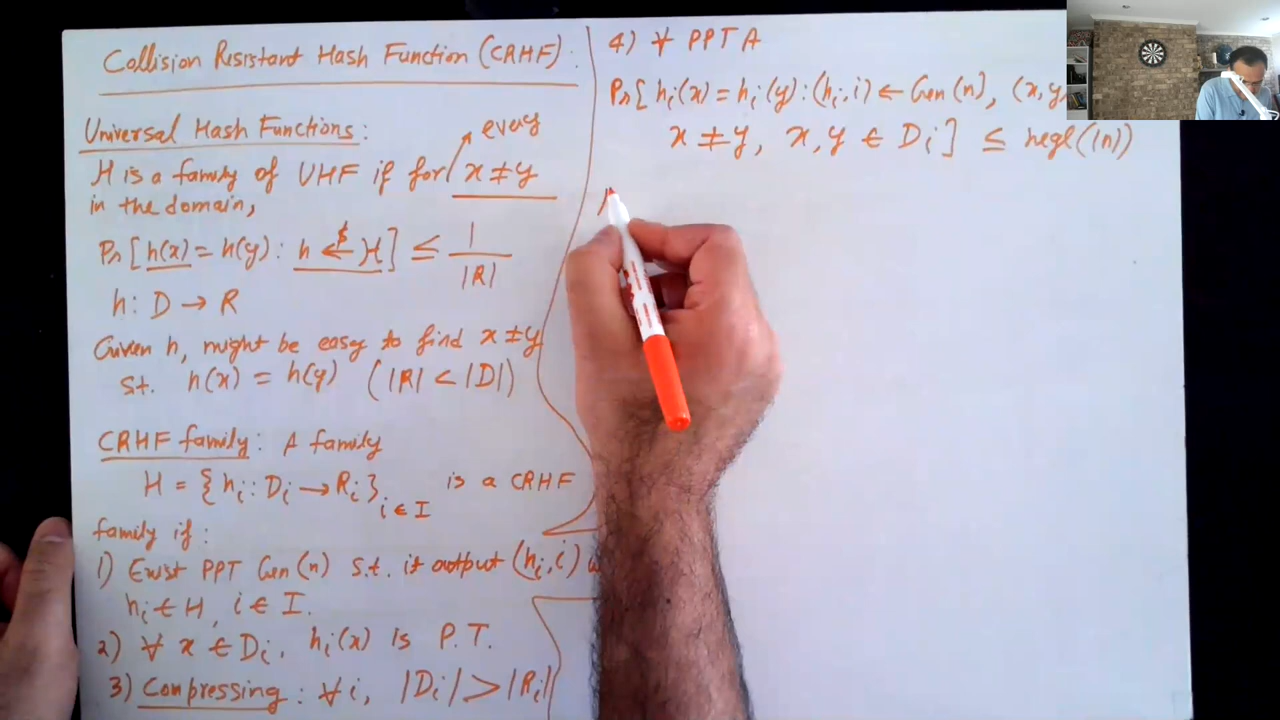 Collision Resistant Hash Function (CRHF):
Universal Hash Functions:
every
H is a family of UHF if for x ≠ y
in the domain,
Pr[h(x) = h(y) : h $← H] ≤ 1/|R|
h: D → R
Given h, might be easy to find x ≠ y
st. h(x) = h(y) (|R| < |D|)
CRHF family: A family
H = {hi: Di → Ri} i ∈ I is a CRHF
family if:
1) Exist PPT Gen(n) s.t. it output (hi, i)
hi ∈ H, i ∈ I.
2) ∀ x ∈ Di, hi(x) is P.T.
3) Compressing: ∀ i, |Di| > |Ri|
4) ∀ PPT A
Pr[hi(x) = hi(y) : (hi, i) ← Gen(n), (x, y
x ≠ y, x, y ∈ Di] ≤ negl(|n|)